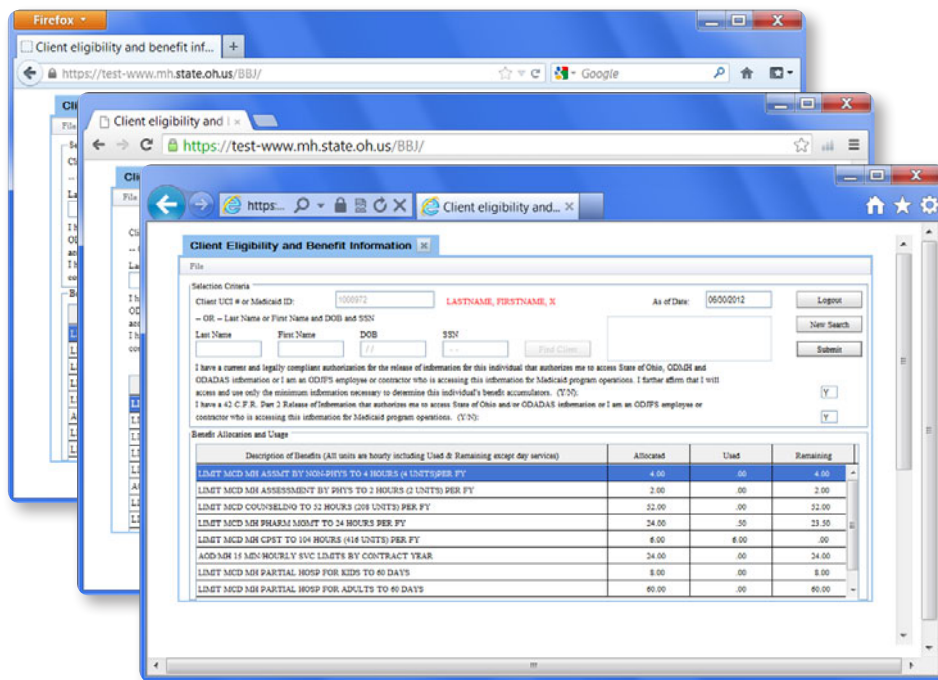 Firefox
Client eligibility and benefit inf...
https://test-www.mh.state.oh.us/BBJ/
Google
Client eligibility and
https://test-www.mh.state.oh.us/BBJ/
File
https:...
Client eligibility and...
Client Eligibility and Benefit Information
File
Selection Criteria
Client UCI # or Medicaid ID: 1000972 LASTNAME, FIRSTNAME, X As of Date: 06/30/2012 Logout
-- OR -- Last Name or First Name and DOB and SSN New Search
Last Name First Name DOB SSN Submit
/ / - - Find Client
I have a current and legally compliant authorization for the release of information for this individual that authorizes me to access State of Ohio, ODMH and
ODADAS information or I am an ODJFS employee or contractor who is accessing this information for Medicaid program operations. I further affirm that I will
access and use only the minimum information necessary to determine this individual's benefit accumulators. (Y/N): Y
I have a 42 C.F.R. Part 2 Release of Information that authorizes me to access State of Ohio and or ODADAS information or I am an ODJFS employee or
contractor who is accessing this information for Medicaid program operations. (Y/N): Y
Benefit Allocation and Usage
Description of Benefits (All units are hourly including Used & Remaining except day services) Allocated Used Remaining
LIMIT MCD MH ASSMT BY NON-PHYS TO 4 HOURS (4 UNITS)PER FY 4.00 .00 4.00
LIMIT MCD MH ASSESSMENT BY PHYS TO 2 HOURS (2 UNITS) PER FY 2.00 .00 2.00
LIMIT MCD COUNSELING TO 52 HOURS (208 UNITS) PER FY 52.00 .00 52.00
LIMIT MCD MH PHARM MGMT TO 24 HOURS PER FY 24.00 .50 23.50
LIMIT MCD MH CPST TO 104 HOURS (416 UNITS) PER FY 6.00 6.00 .00
AOD/MH 15 MIN/HOURLY SVC LIMITS BY CONTRACT YEAR 24.00 .00 24.00
LIMIT MCD MH PARTIAL HOSP FOR KIDS TO 60 DAYS 8.00 .00 8.00
LIMIT MCD MH PARTIAL HOSP FOR ADULTS TO 60 DAYS 60.00 .00 60.00